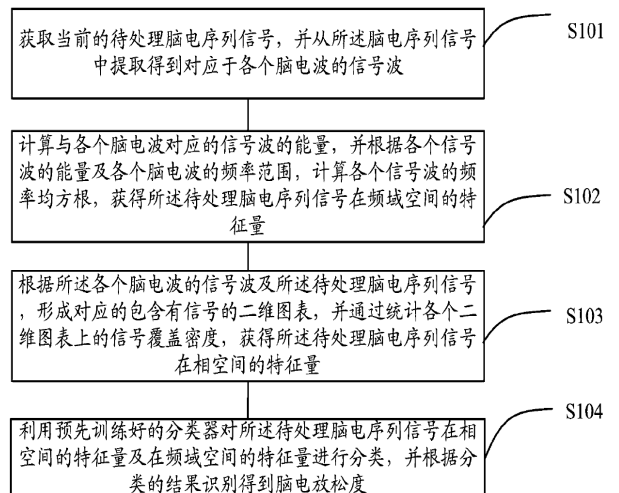 获取当前的待处理脑电序列信号，并从所述脑电序列信号
中提取得到对应于各个脑电波的信号波
S101
计算与各个脑电波对应的信号波的能量，并根据各个信号
波的能量及各个脑电波的频率范围，计算各个信号波的频
率均方根，获得所述待处理脑电序列信号在频域空间的特
征量
S102
根据所述各个脑电波的信号波及所述待处理脑电序列信号
，形成对应的包含有信号的二维图表，并通过统计各个二
维图表上的信号覆盖密度，获得所述待处理脑电序列信号
在相空间的特征量
S103
利用预先训练好的分类器对所述待处理脑电序列信号在相
空间的特征量及在频域空间的特征量进行分类，并根据分
类的结果识别得到脑电放松度
S104